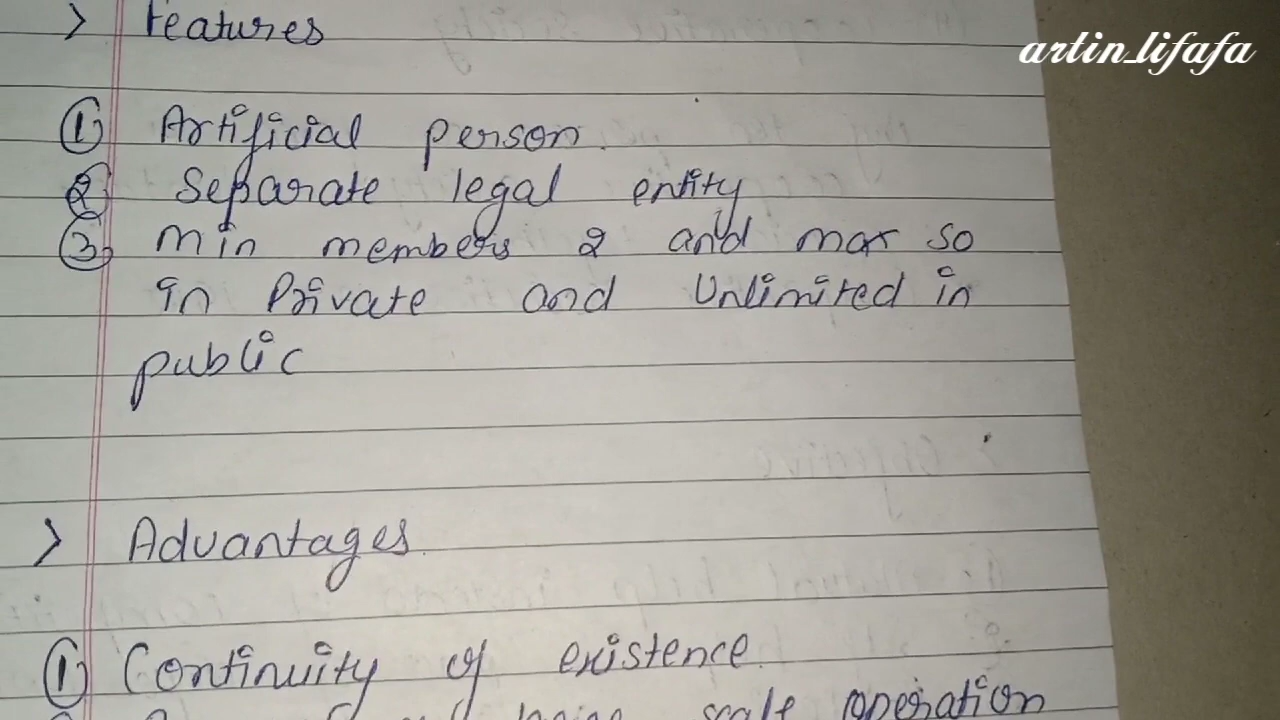 > Features
artin_lifafa
① Artificial person.
② Separate legal entity
③ Min members 2 and max 50
in Private and Unlimited in
public
> Advantages.
① Continuity of existence.
scale operation